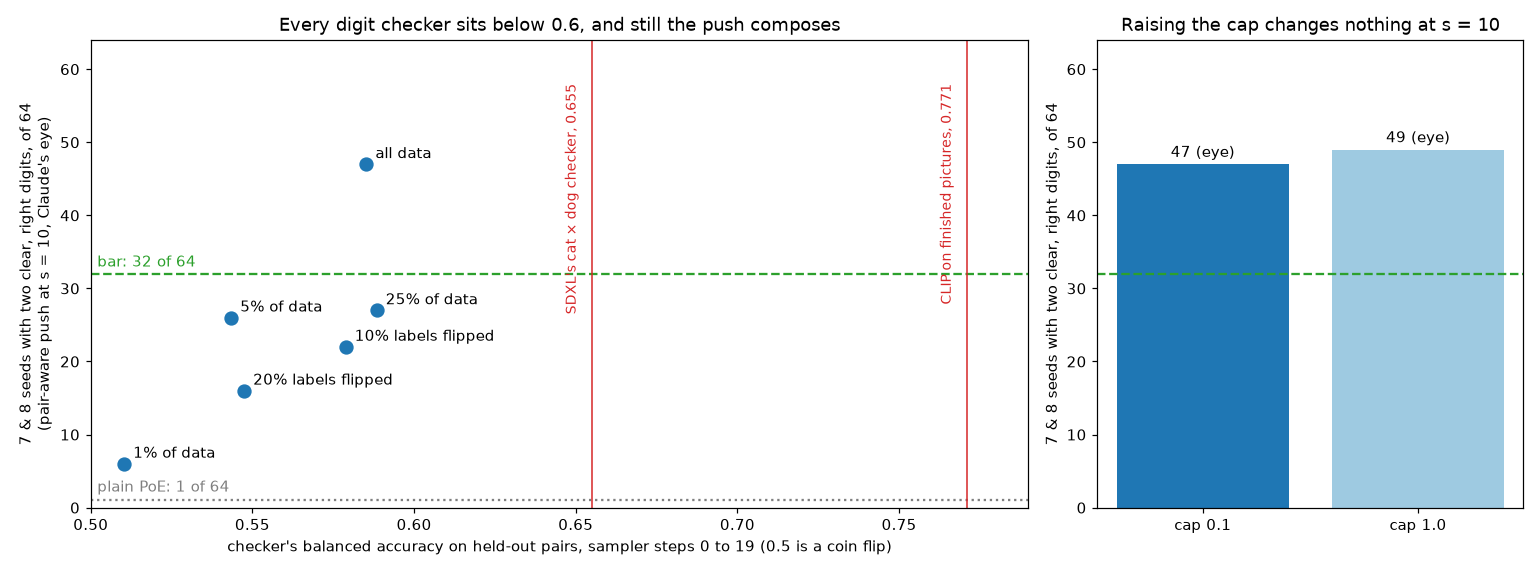 Every digit checker sits below 0.6, and still the push composes
7 & 8 seeds with two clear, right digits, of 64
(pair-aware push at s = 10, Claude's eye)
60
50
40
30
20
10
0
all data
bar: 32 of 64
5% of data
25% of data
10% labels flipped
20% labels flipped
1% of data
plain PoE: 1 of 64
SDXL's cat × dog checker, 0.655
CLIP on finished pictures, 0.771
0.50
0.55
0.60
0.65
0.70
0.75
checker's balanced accuracy on held-out pairs, sampler steps 0 to 19 (0.5 is a coin flip)
Raising the cap changes nothing at s = 10
7 & 8 seeds with two clear, right digits, of 64
60
50
40
30
20
10
0
47 (eye)
49 (eye)
cap 0.1
cap 1.0